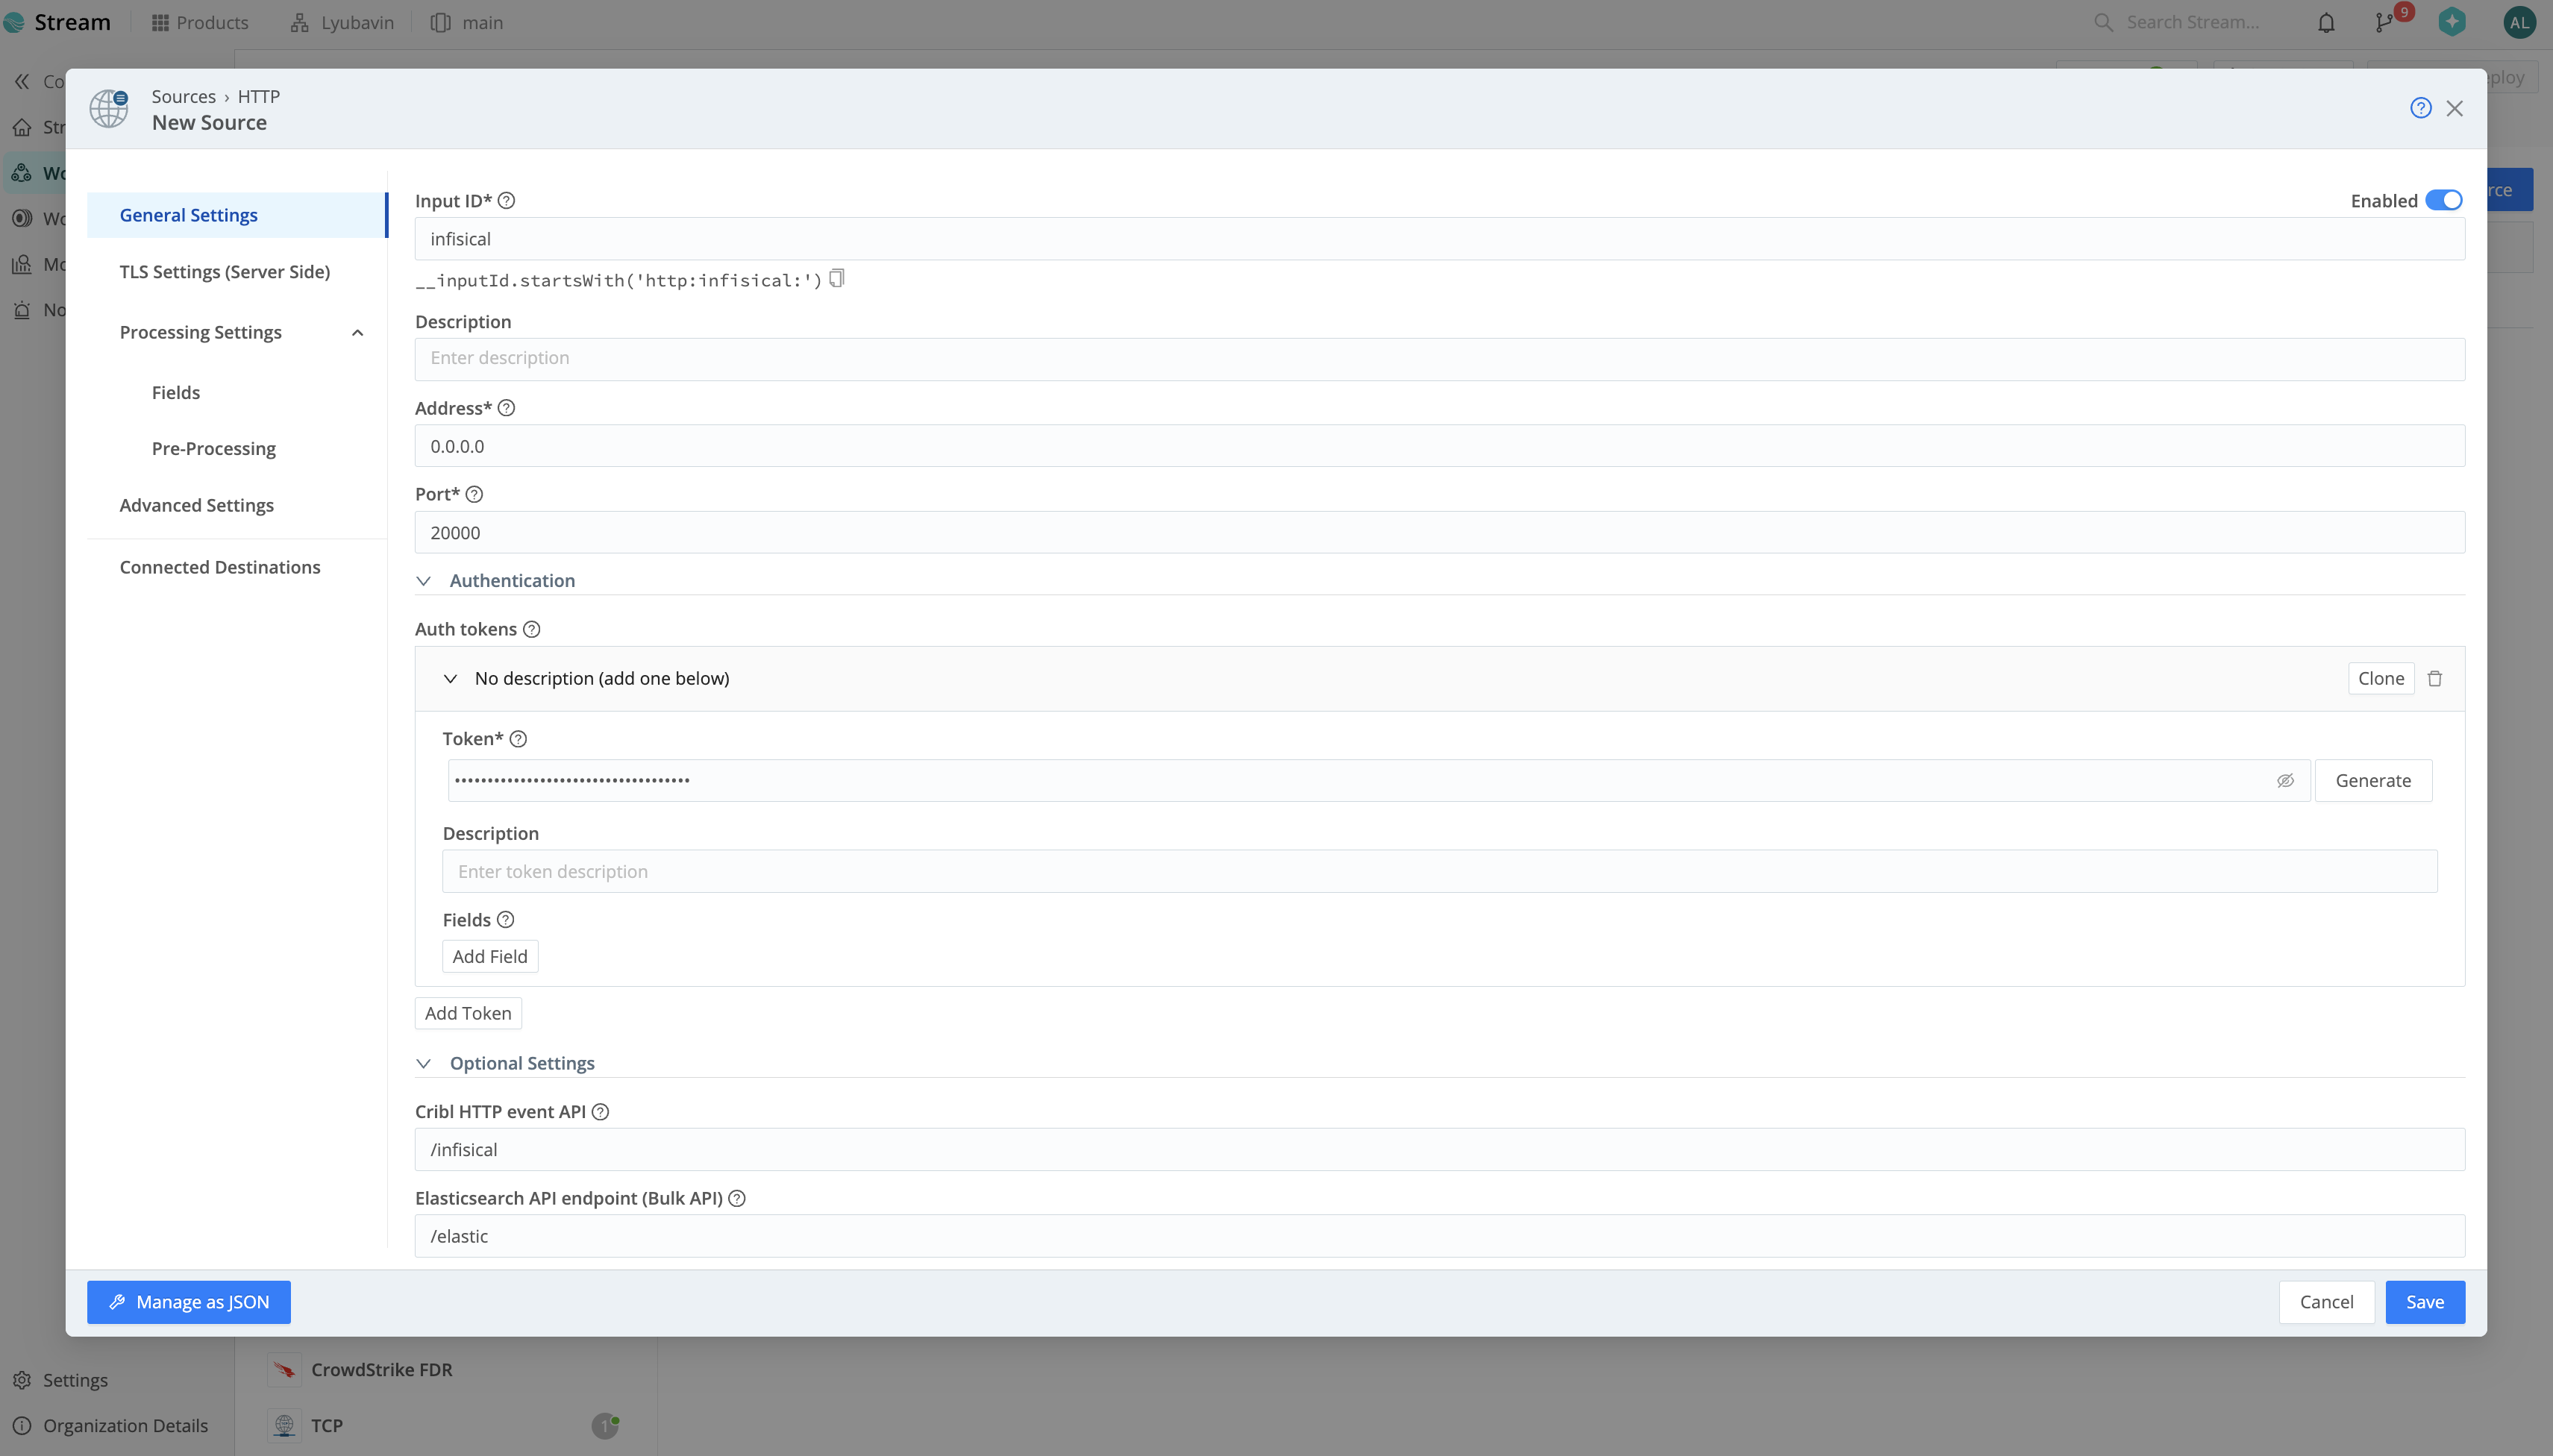 Stream
Products
Lyubavin
main
Search Stream...
9
AL
Co
Str
Wo
Wo
Mo
No
ploy
rce
Sources › HTTP
New Source
General Settings
TLS Settings (Server Side)
Processing Settings
Fields
Pre-Processing
Advanced Settings
Connected Destinations
Input ID*
Enabled
infisical
__inputId.startsWith('http:infisical:')
Description
Enter description
Address*
0.0.0.0
Port*
20000
Authentication
Auth tokens
No description (add one below)
Clone
Token*
••••••••••••••••••••••••••••••••••••
Generate
Description
Enter token description
Fields
Add Field
Add Token
Optional Settings
Cribl HTTP event API
/infisical
Elasticsearch API endpoint (Bulk API)
/elastic
Manage as JSON
Cancel
Save
CrowdStrike FDR
Settings
Organization Details
TCP
1